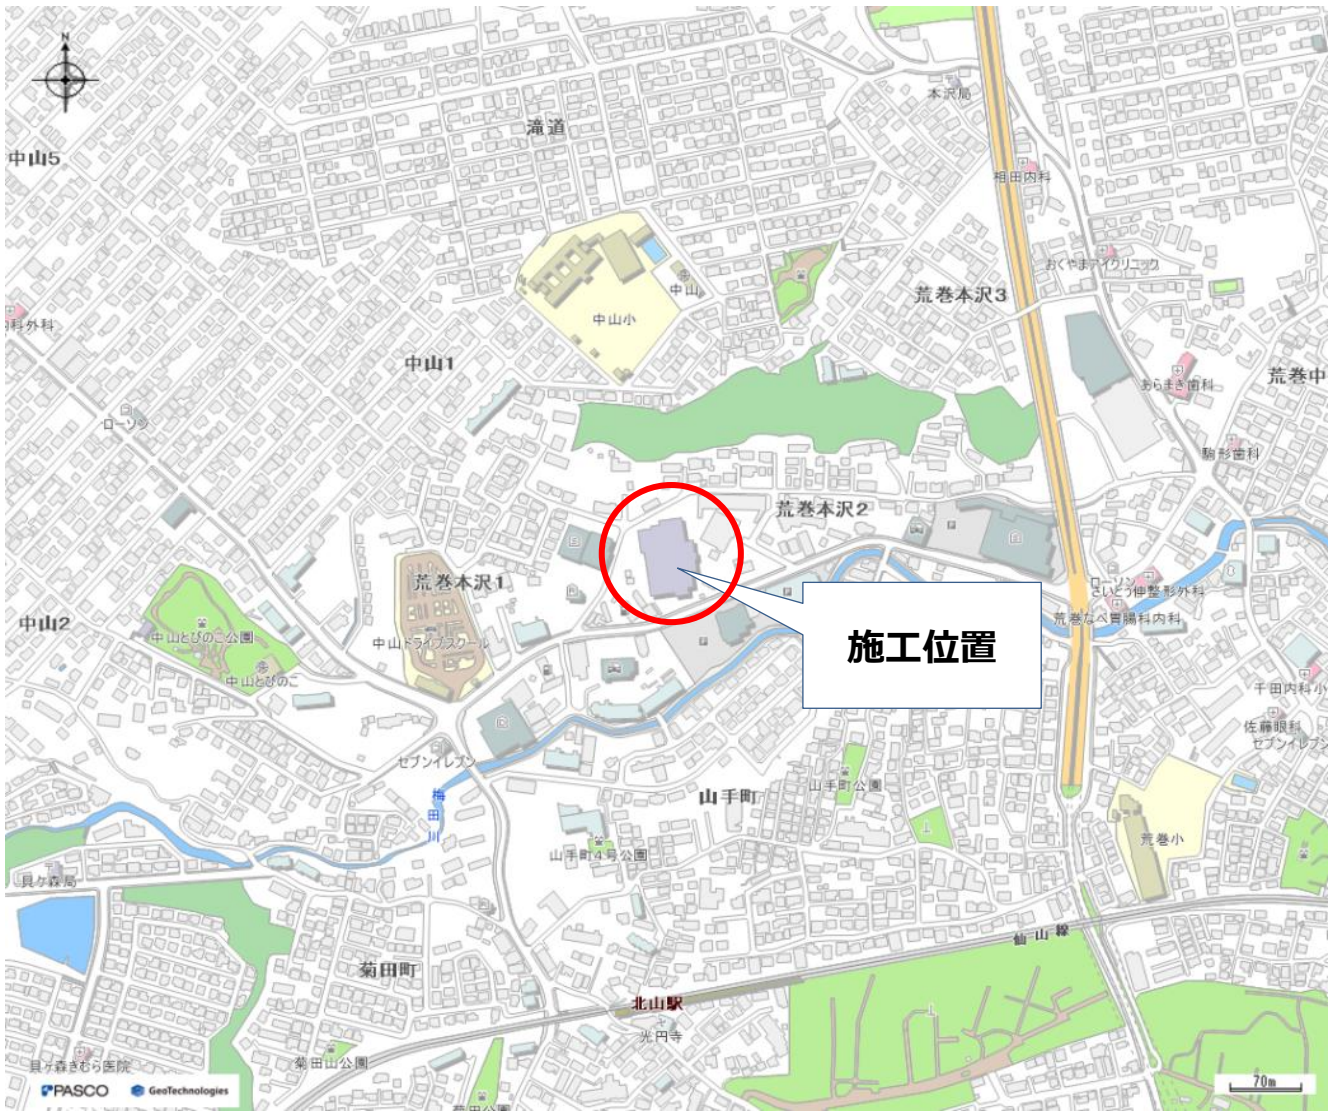 N
本沢局
滝道
中山5
相田内科
おくやまアイクリニック
中山
荒巻本沢3
中山小
内科外科
中山1
あらまき歯科
荒巻中
ローソン
駒形歯科
荒巻本沢2
P
荒巻本沢1
ローソン
さいとう整形外科
荒巻なべ胃腸科内科
中山2
中山とびのこ公園
中山ドライブスクール
P
P
施工位置
中山とびのこ
千田内科小
佐藤眼科
セブンイレブン
セブンイレブン
山手町公園
山手町
梅田川
荒巻小
山手町4号公園
貝ケ森局
仙山線
菊田町
北山駅
光円寺
菊田山公園
貝ヶ森きむら医院
PASCO
GeoTechnologies
70m
菊田公園